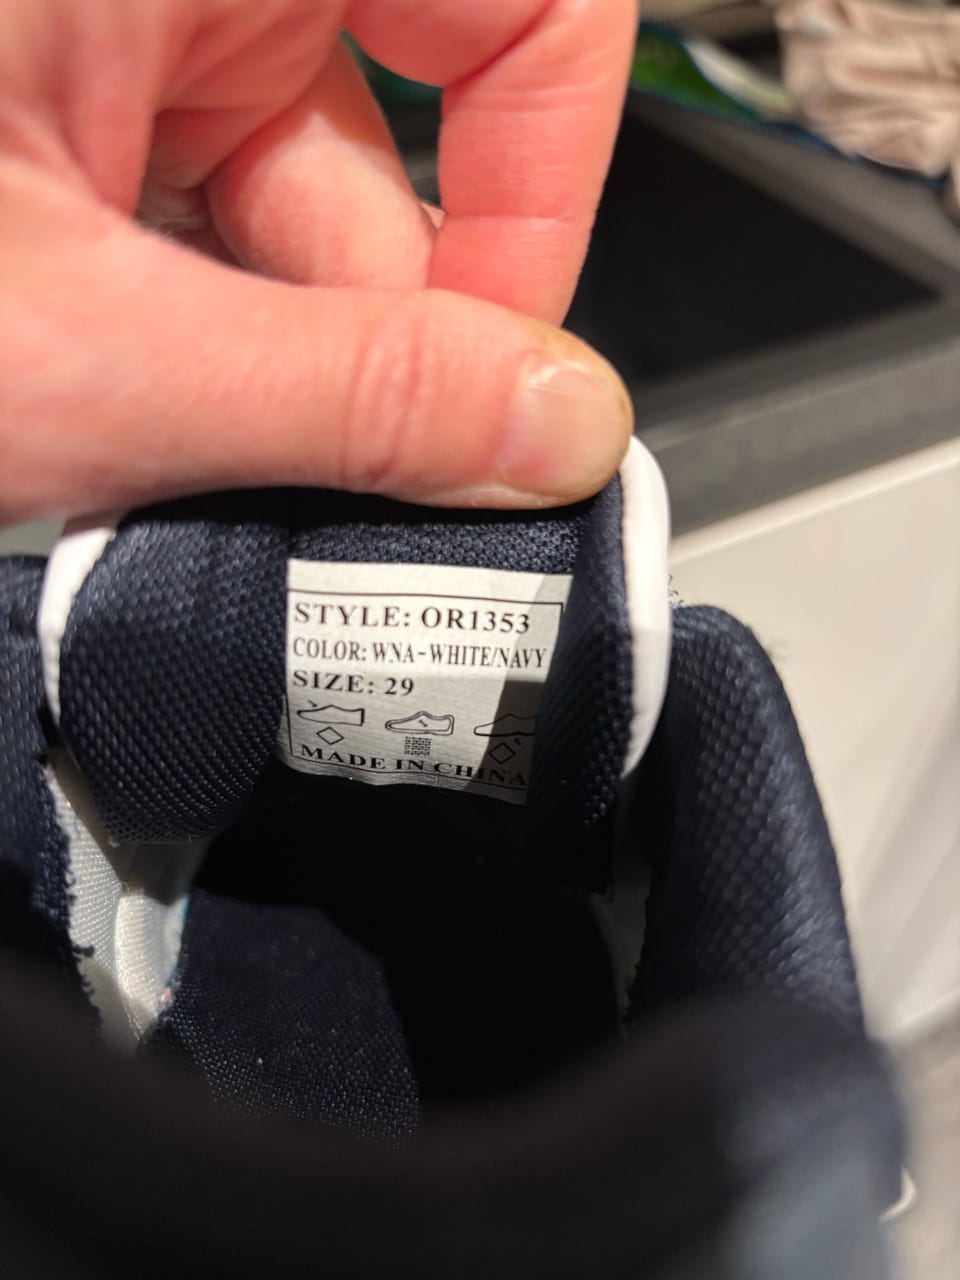 STYLE: OR1353
COLOR: WNA-WHITE/NAVY
SIZE: 29
MADE IN CHINA